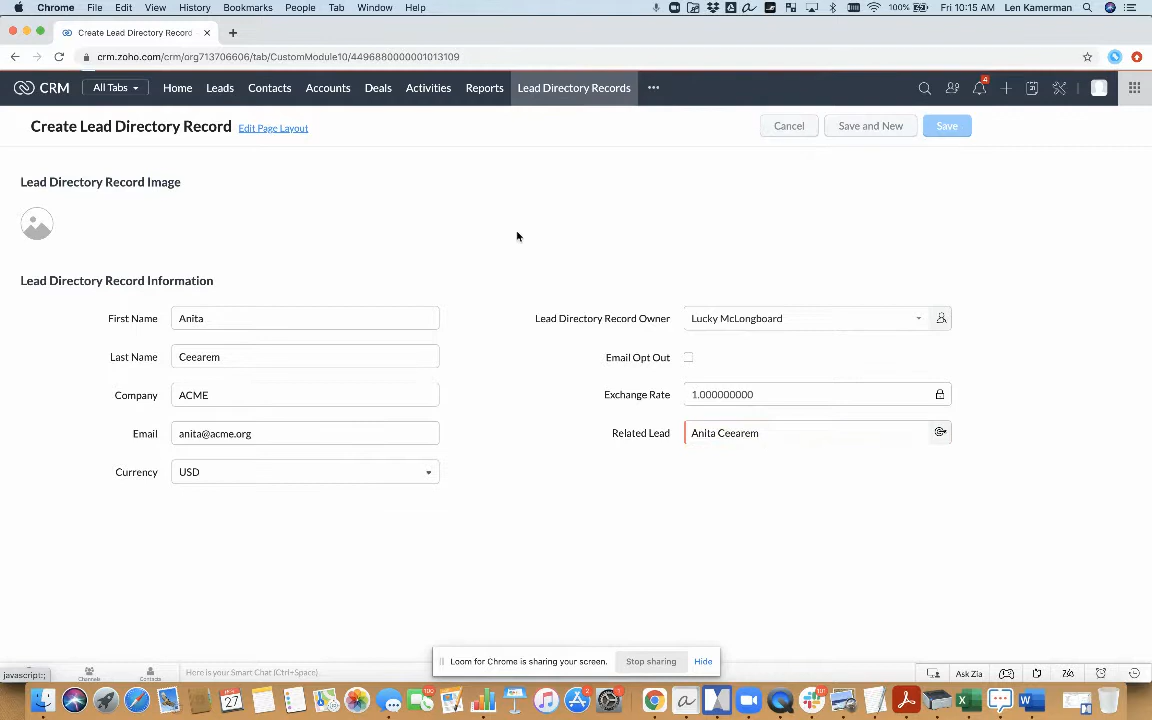 Chrome File Edit View History Bookmarks People Tab Window Help 100% Fri 10:15 AM Len Kamerman
Create Lead Directory Record
crm.zoho.com/crm/org713706606/tab/CustomModule10/4496880000001013109
CRM All Tabs Home Leads Contacts Accounts Deals Activities Reports Lead Directory Records 4
Create Lead Directory Record Edit Page Layout Cancel Save and New Save
Lead Directory Record Image
Lead Directory Record Information
First Name Anita Lead Directory Record Owner Lucky McLongboard
Last Name Ceearem Email Opt Out
Company ACME Exchange Rate 1.000000000
Email anita@acme.org Related Lead Anita Ceearem
Currency USD
Loom for Chrome is sharing your screen. Stop sharing Hide
javascript:;
Channels Contacts Here is your Smart Chat (Ctrl+Space) Ask Zia